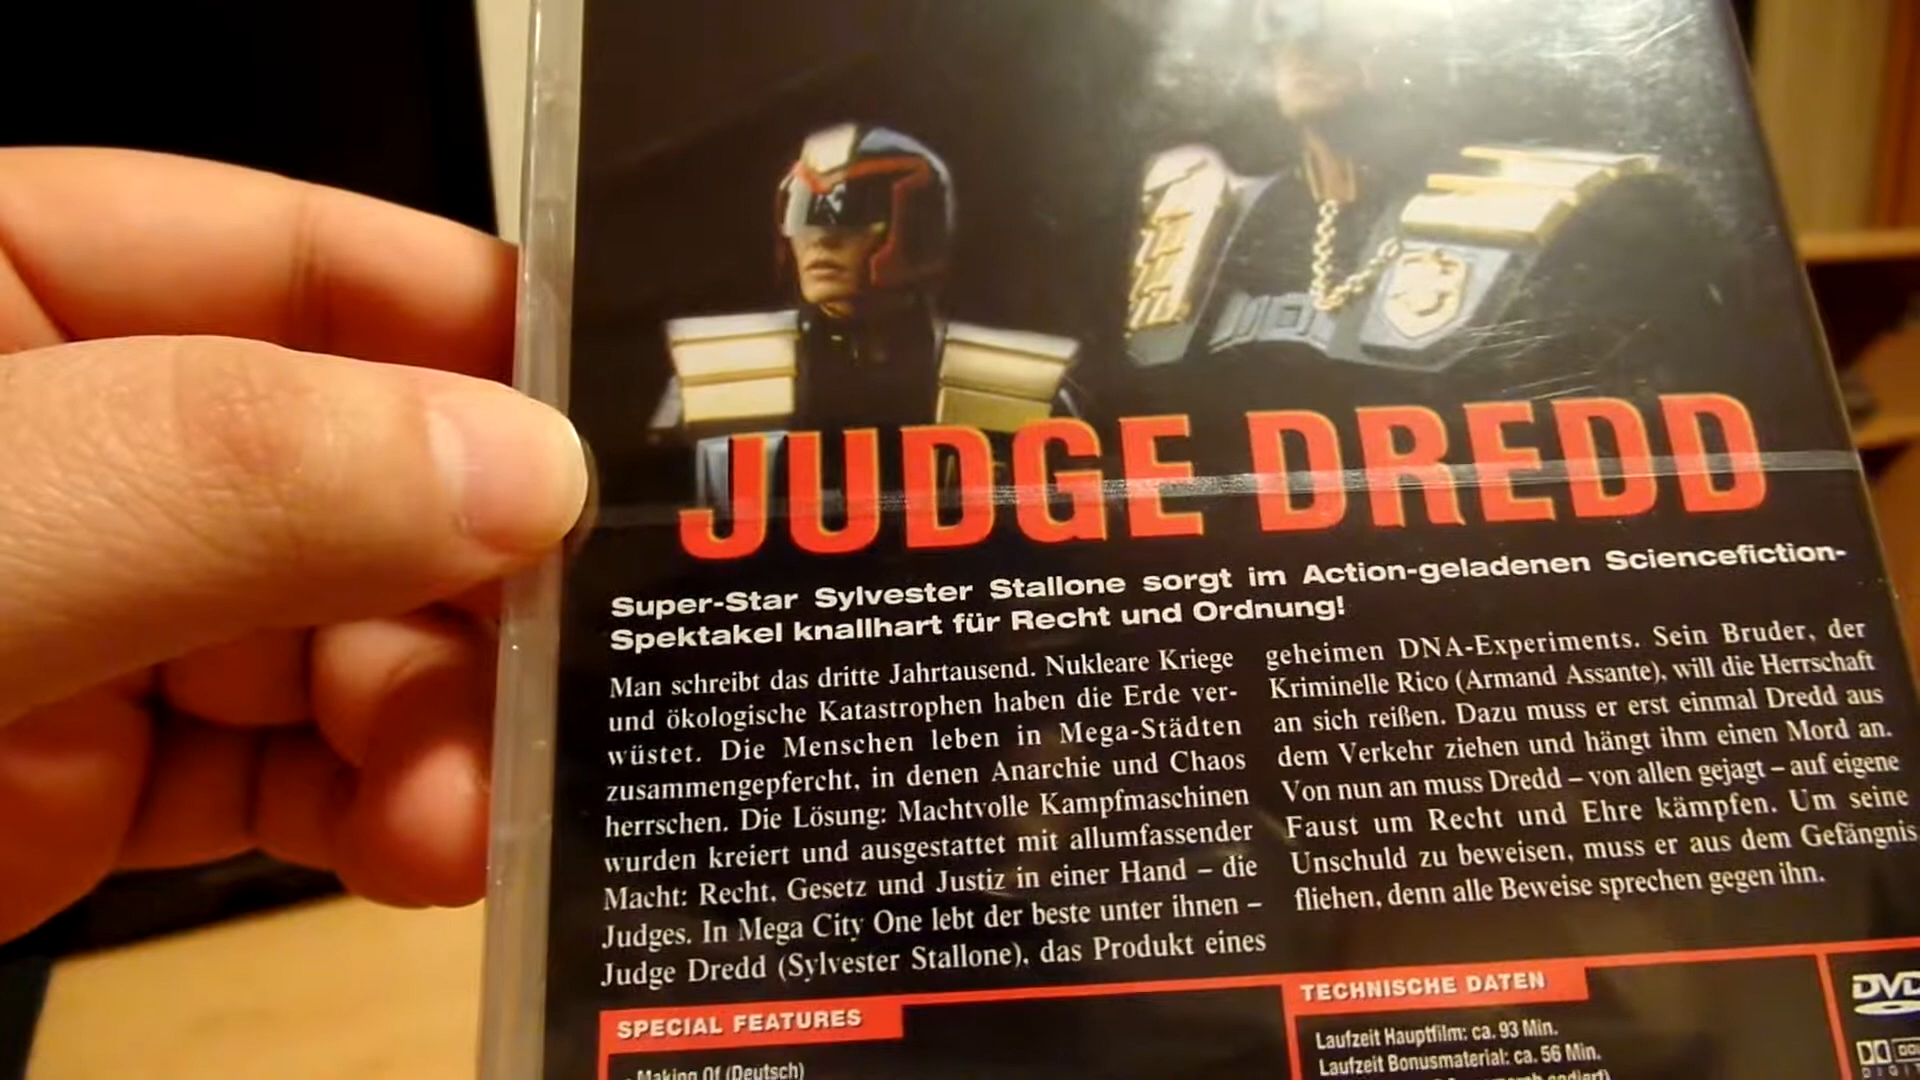 JUDGE DREDD
Super-Star Sylvester Stallone sorgt im Action-geladenen Sciencefiction-
Spektakel knallhart für Recht und Ordnung!
Man schreibt das dritte Jahrtausend. Nukleare Kriege
und ökologische Katastrophen haben die Erde ver-
wüstet. Die Menschen leben in Mega-Städten
zusammengepfercht, in denen Anarchie und Chaos
herrschen. Die Lösung: Machtvolle Kampfmaschinen
wurden kreiert und ausgestattet mit allumfassender
Macht: Recht, Gesetz und Justiz in einer Hand – die
Judges. In Mega City One lebt der beste unter ihnen –
Judge Dredd (Sylvester Stallone), das Produkt eines
geheimen DNA-Experiments. Sein Bruder, der
Kriminelle Rico (Armand Assante), will die Herrschaft
an sich reißen. Dazu muss er erst einmal Dredd aus
dem Verkehr ziehen und hängt ihm einen Mord an.
Von nun an muss Dredd – von allen gejagt – auf eigene
Faust um Recht und Ehre kämpfen. Um seine
Unschuld zu beweisen, muss er aus dem Gefängnis
fliehen, denn alle Beweise sprechen gegen ihn.
SPECIAL FEATURES
- Making Of (Deutsch)
TECHNISCHE DATEN
Laufzeit Hauptfilm: ca. 93 Min.
Laufzeit Bonusmaterial: ca. 56 Min.
DVD